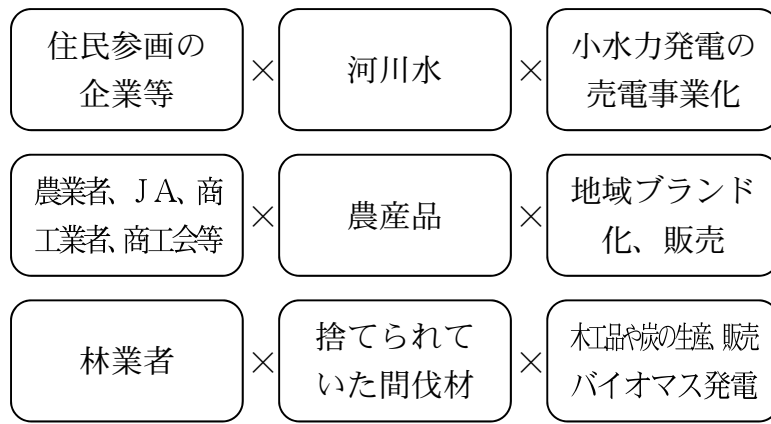 住民参画の
企業等
×
河川水
×
小水力発電の
売電事業化
農業者、ＪＡ、商
工業者、商工会等
×
農産品
×
地域ブランド
化、販売
林業者
×
捨てられて
いた間伐材
×
木工品や炭の生産、販売
バイオマス発電